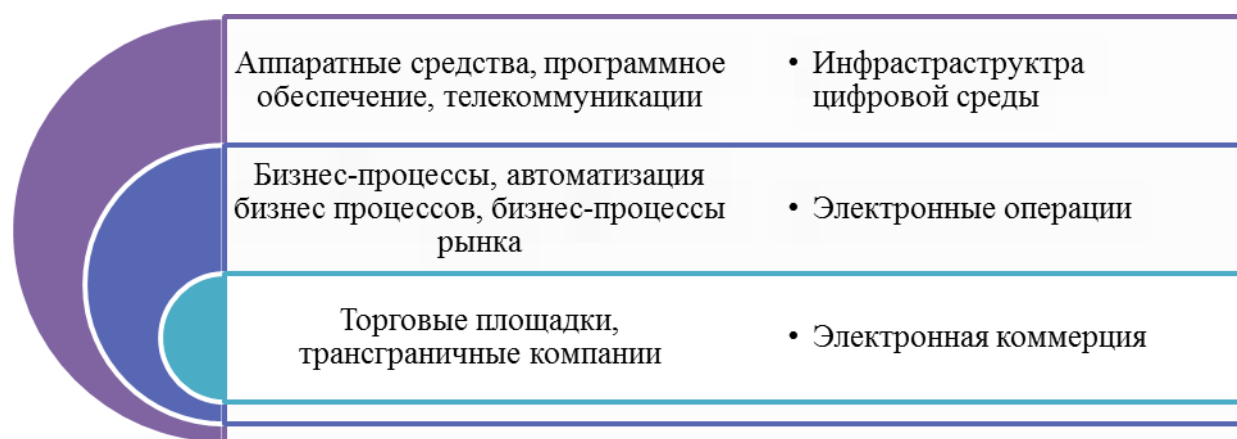 Аппаратные средства, программное
обеспечение, телекоммуникации
• Инфрастраструктра
цифровой среды
Бизнес-процессы, автоматизация
бизнес процессов, бизнес-процессы
рынка
• Электронные операции
Торговые площадки,
трансграничные компании
• Электронная коммерция